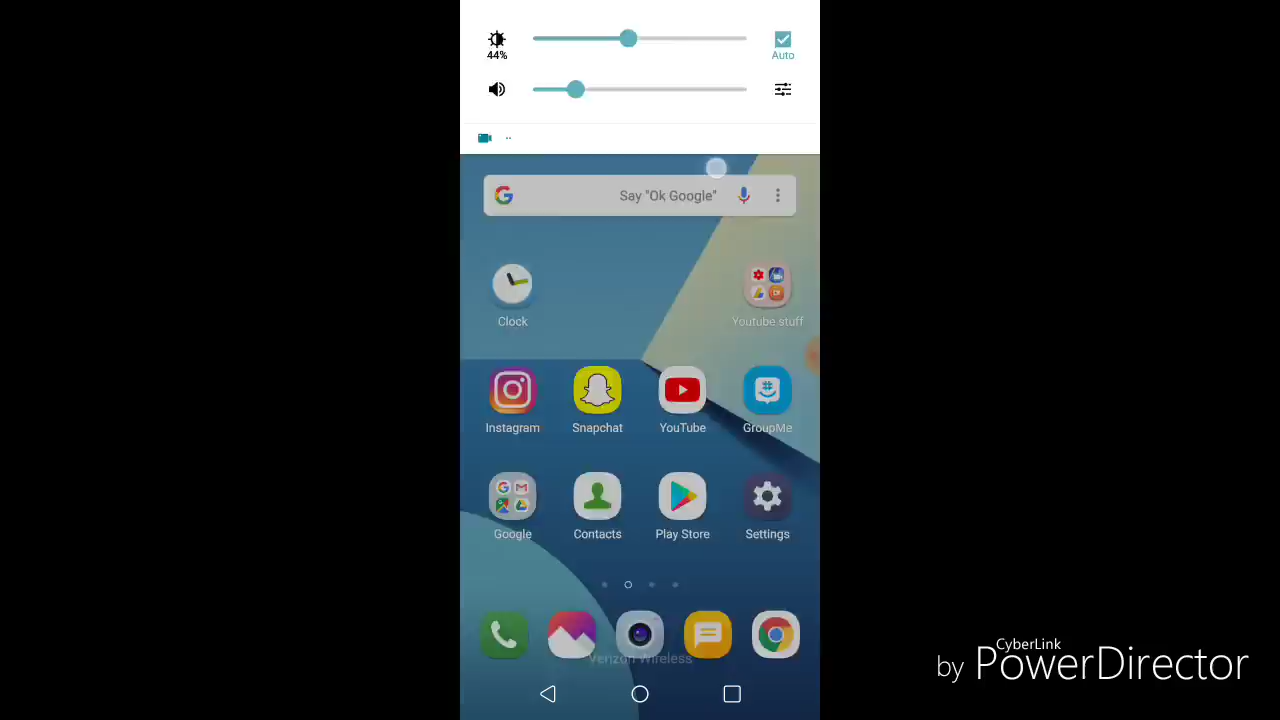 44%
Auto
Say "Ok Google"
Clock
Youtube stuff
Instagram
Snapchat
YouTube
GroupMe
Google
Contacts
Play Store
Settings
Verizon Wireless
by CyberLink PowerDirector